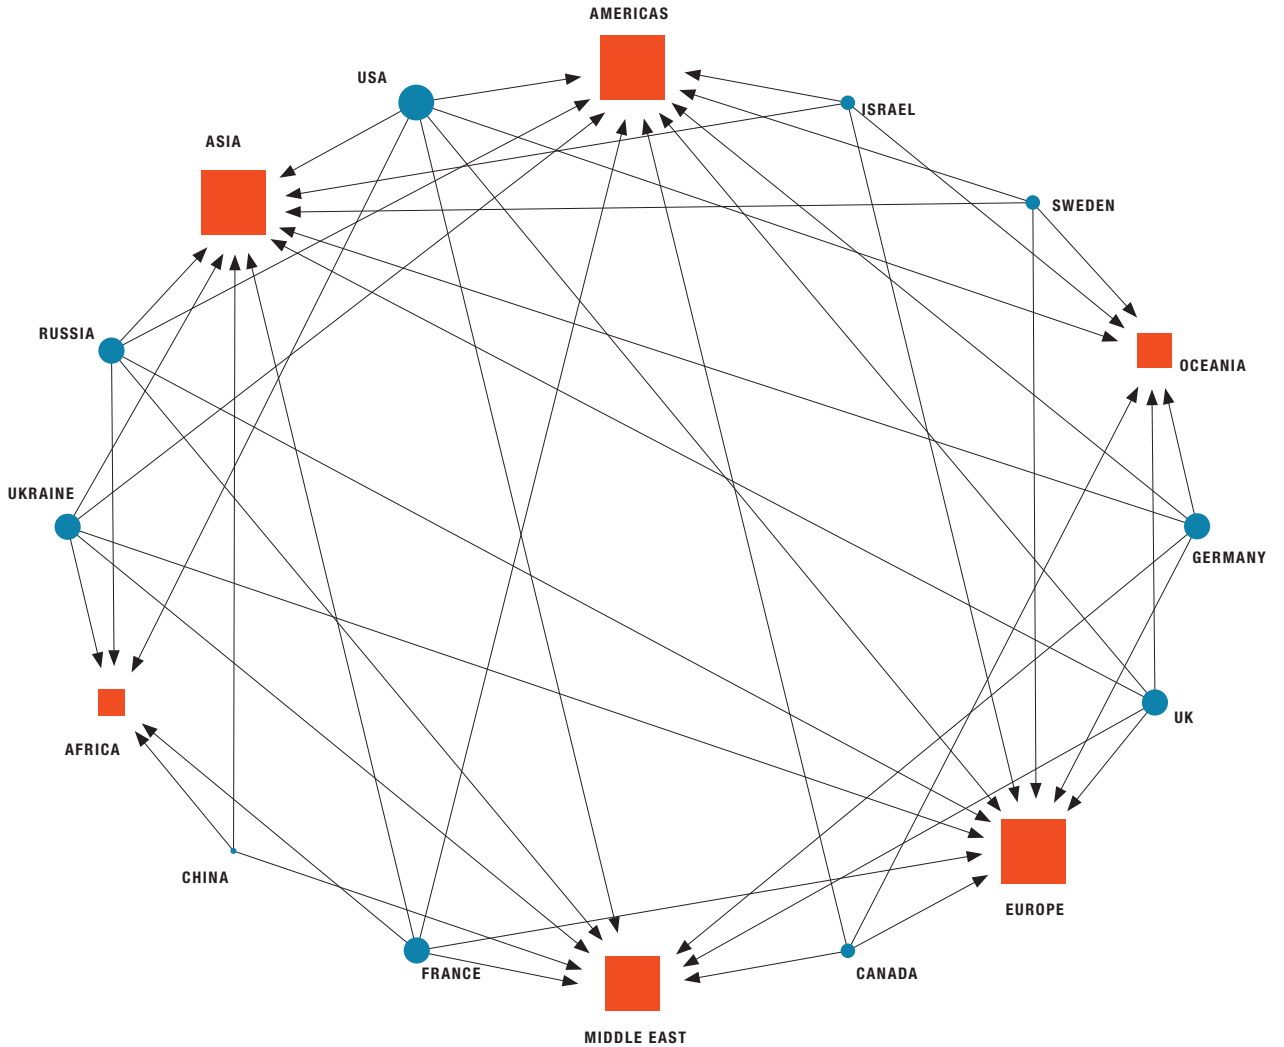 AMERICAS
USA
ISRAEL
ASIA
SWEDEN
RUSSIA
OCEANIA
UKRAINE
GERMANY
UK
AFRICA
CHINA
EUROPE
FRANCE
CANADA
MIDDLE EAST